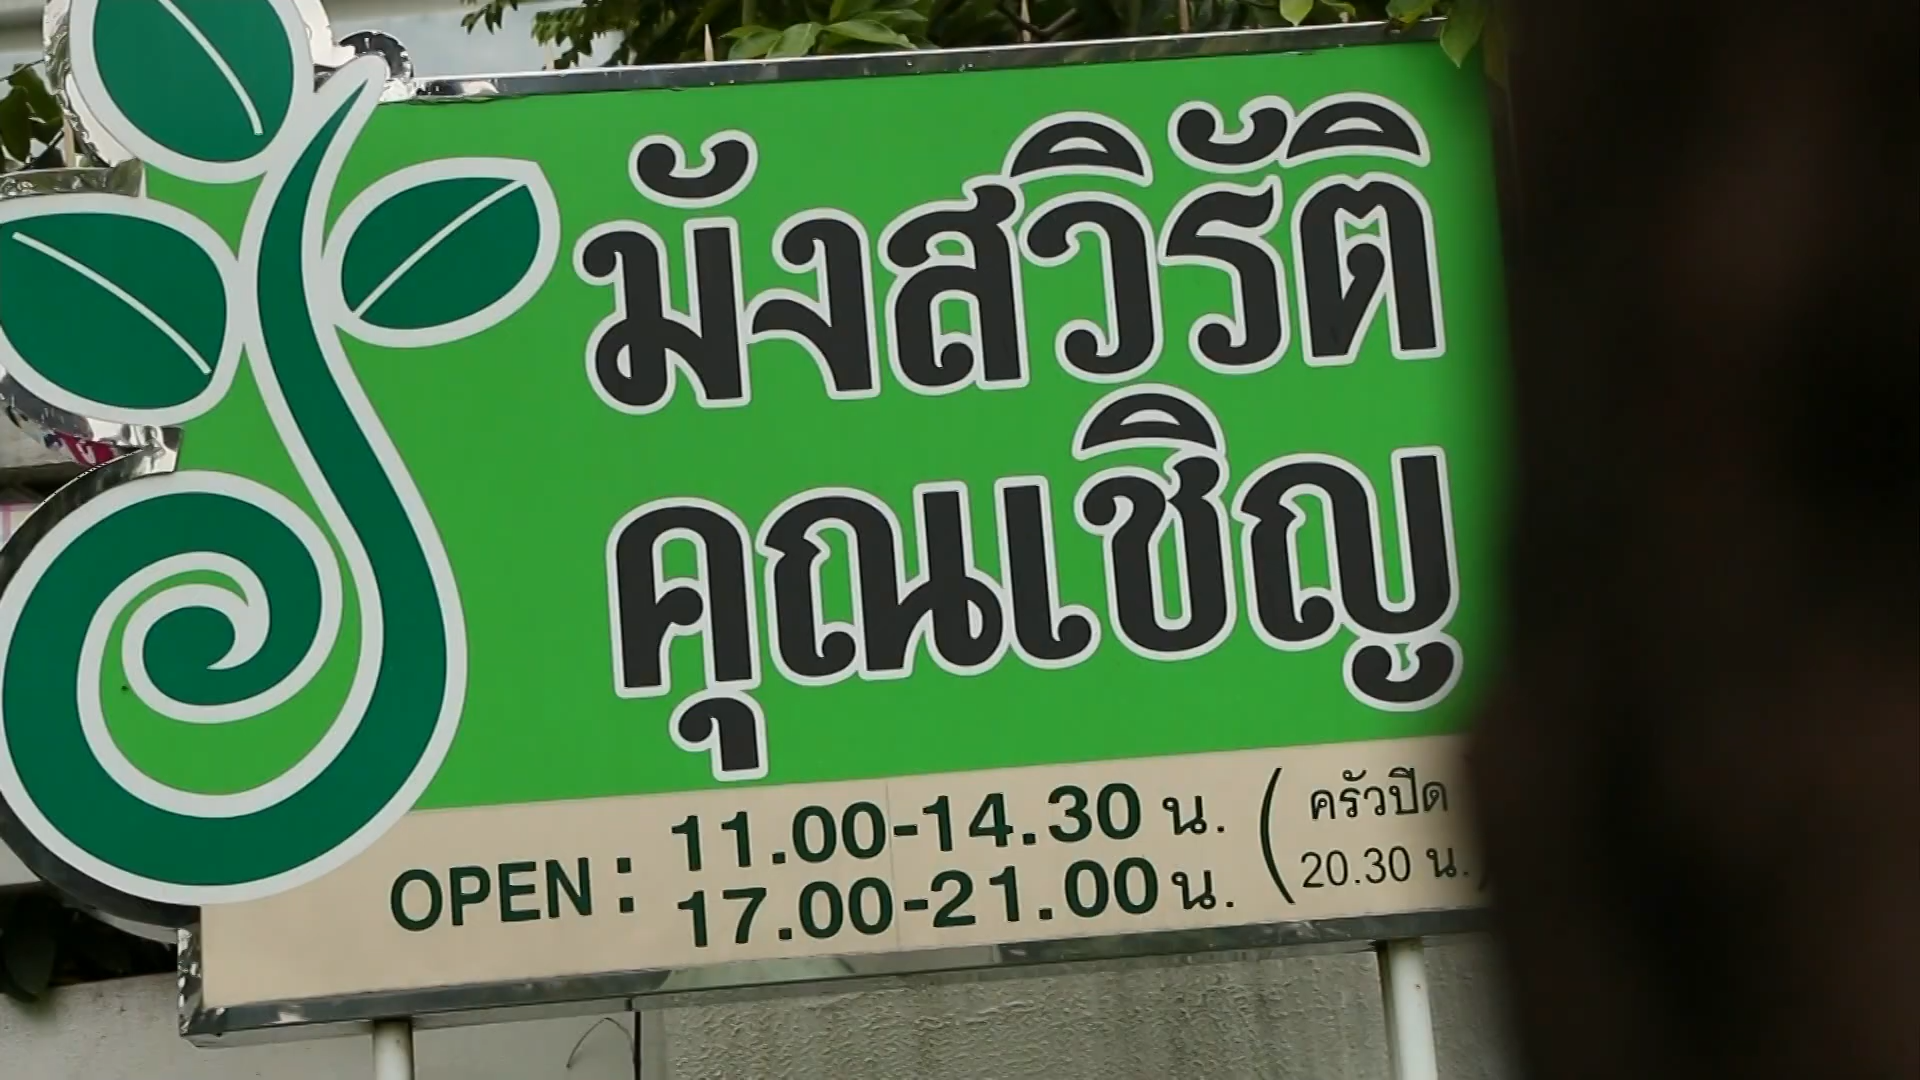 มังสวิรัติ
คุณเชิญ
OPEN : 11.00-14.30 น. (ครัวปิด
17.00-21.00 น. 20.30 น.)